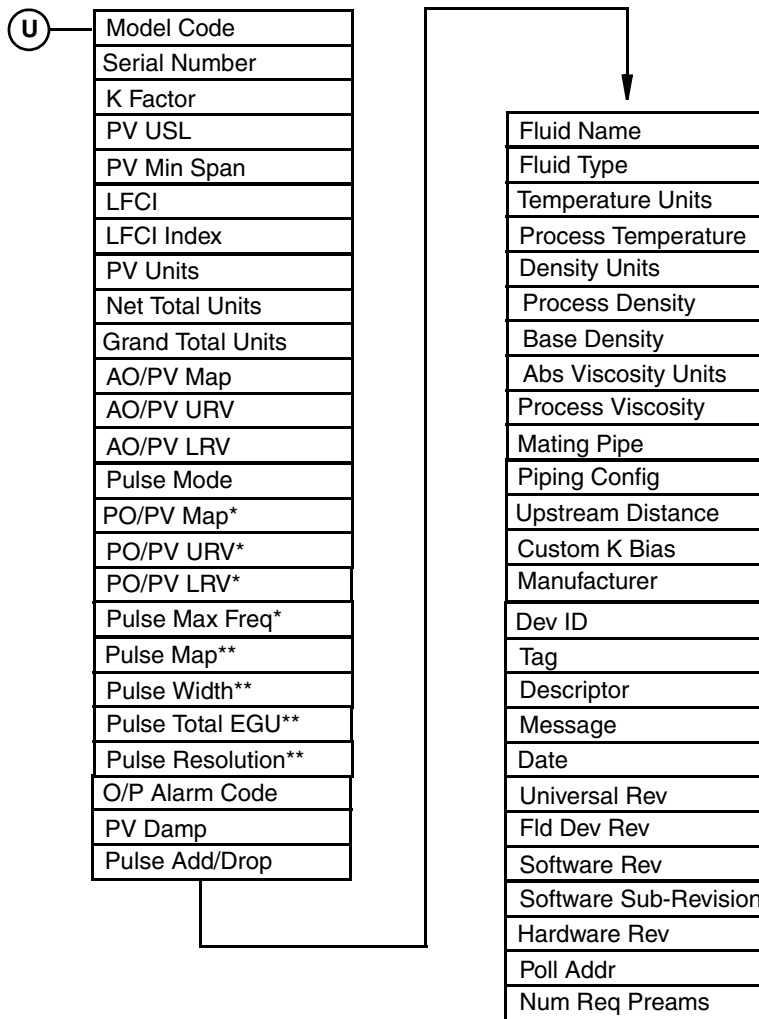 U
Model Code
Serial Number
K Factor
PV USL
PV Min Span
LFCI
LFCI Index
PV Units
Net Total Units
Grand Total Units
AO/PV Map
AO/PV URV
AO/PV LRV
Pulse Mode
PO/PV Map*
PO/PV URV*
PO/PV LRV*
Pulse Max Freq*
Pulse Map**
Pulse Width**
Pulse Total EGU**
Pulse Resolution**
O/P Alarm Code
PV Damp
Pulse Add/Drop
Fluid Name
Fluid Type
Temperature Units
Process Temperature
Density Units
Process Density
Base Density
Abs Viscosity Units
Process Viscosity
Mating Pipe
Piping Config
Upstream Distance
Custom K Bias
Manufacturer
Dev ID
Tag
Descriptor
Message
Date
Universal Rev
Fld Dev Rev
Software Rev
Software Sub-Revision
Hardware Rev
Poll Addr
Num Req Preams